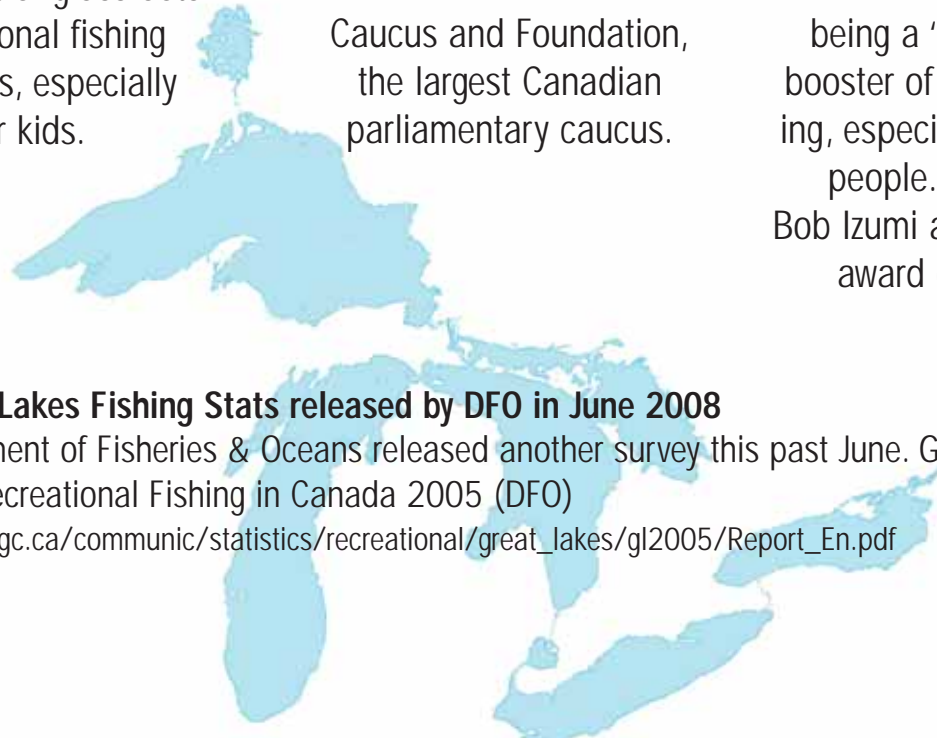 onal fishing
s, especially
r kids.
Caucus and Foundation,
the largest Canadian
parliamentary caucus.
being a ‘
booster of
ing, especi
people.
Bob Izumi a
award
Lakes Fishing Stats released by DFO in June 2008
ment of Fisheries & Oceans released another survey this past June. G
ecreational Fishing in Canada 2005 (DFO)
gc.ca/communic/statistics/recreational/great_lakes/gl2005/Report_En.pdf